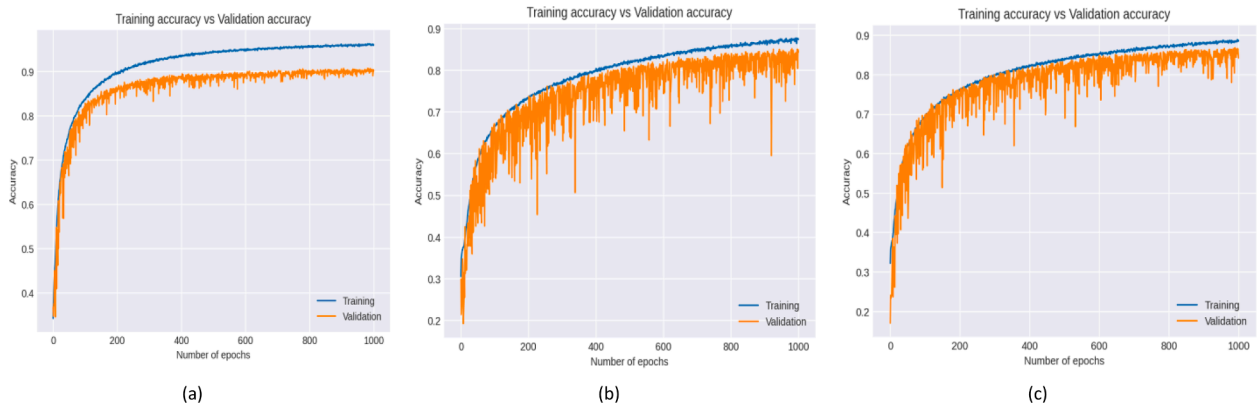 Training accuracy vs Validation accuracy
0.9
0.8
0.7
0.6
0.5
0.4
Accuracy
Training
Validation
0
200
400
600
800
1000
Number of epochs
(a)
Training accuracy vs Validation accuracy
0.9
0.8
0.7
0.6
0.5
0.4
0.3
0.2
Accuracy
Training
Validation
0
200
400
600
800
1000
Number of epochs
(b)
Training accuracy vs Validation accuracy
0.9
0.8
0.7
0.6
0.5
0.4
0.3
0.2
Accuracy
Training
Validation
0
200
400
600
800
1000
Number of epochs
(c)